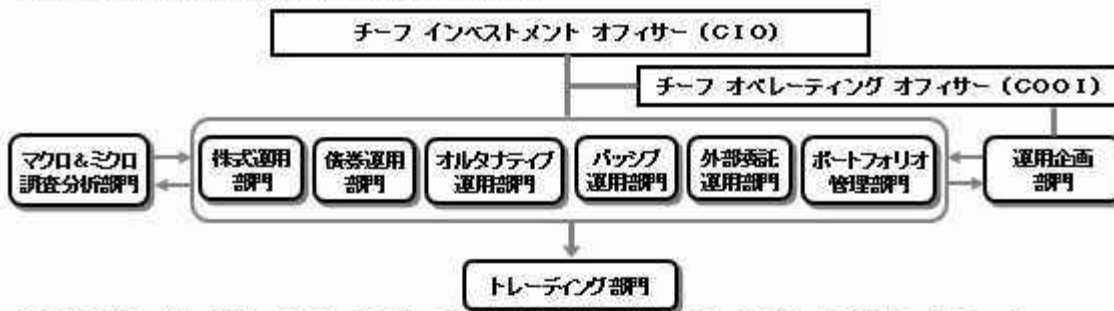 チーフ インベストメント オフィサー (CIO)
チーフ オペレーティング オフィサー (COOI)
マクロ&ミクロ
調査分析部門
株式運用
部門
債券運用
部門
オルタナティブ
運用部門
パッシブ
運用部門
外部委託
運用部門
ポートフォリオ
管理部門
運用企画
部門
トレーディング部門